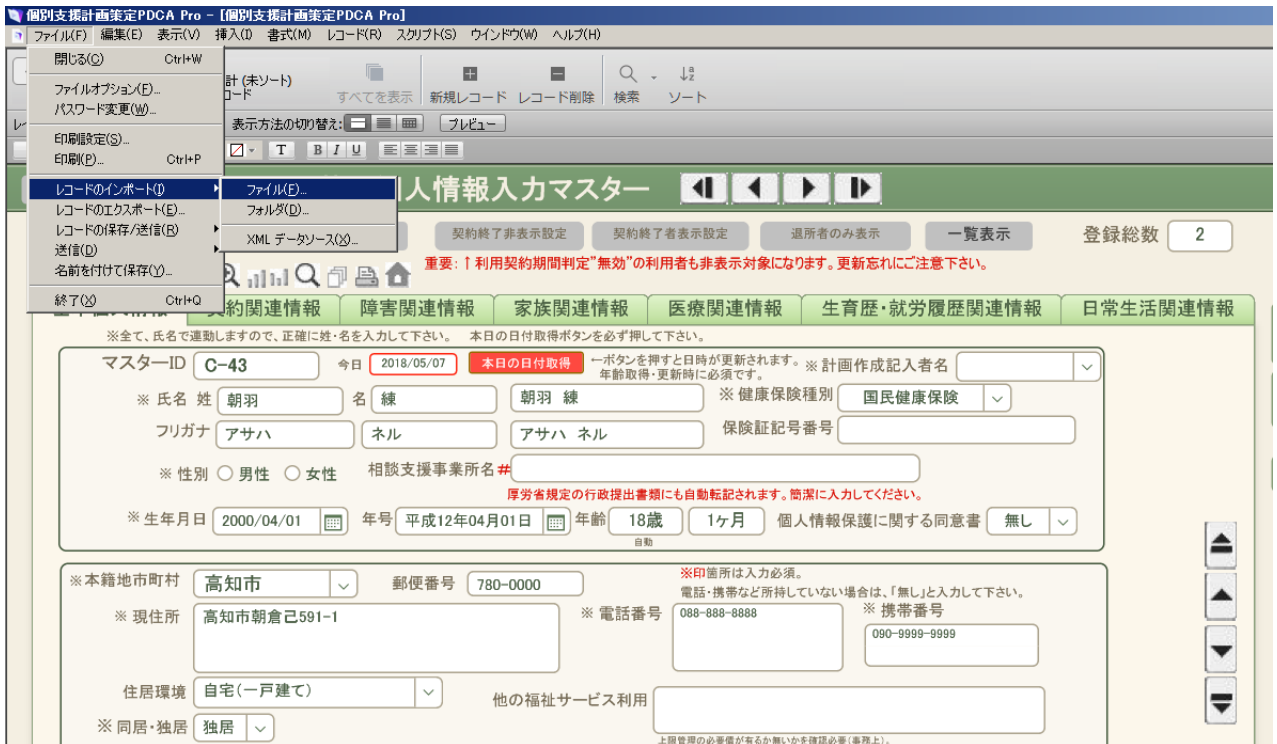 個別支援計画策定PDCA Pro - [個別支援計画策定PDCA Pro]
ファイル(F) 編集(E) 表示(V) 挿入(I) 書式(M) レコード(R) スクリプト(S) ウインドウ(W) ヘルプ(H)
閉じる(C) Ctrl+W
ファイルオプション(F)...
パスワード変更(W)...
印刷設定(S)...
印刷(P)... Ctrl+P
レコードのインポート(I)
レコードのエクスポート(E)...
レコードの保存/送信(R)
送信(D)
名前を付けて保存(Y)...
終了(X) Ctrl+Q
ファイル(F)...
フォルダ(D)...
XML データソース(X)...
計 (未ソート)
コード
すべてを表示 新規レコード レコード削除 検索 ソート
表示方法の切り替え: プレビュー
T B I U
人情報入力マスター
契約終了非表示設定 契約終了者表示設定 退所者のみ表示 一覧表示 登録総数 2
重要:↑利用契約期間判定”無効”の利用者も非表示対象になります。更新忘れにご注意下さい。
基本個人情報 契約関連情報 障害関連情報 家族関連情報 医療関連情報 生育歴・就労履歴関連情報 日常生活関連情報
※全て、氏名で連動しますので、正確に姓・名を入力して下さい。 本日の日付取得ボタンを必ず押して下さい。
マスターID C-43 今日 2018/05/07 本日の日付取得 ←ボタンを押すと日時が更新されます。 ※計画作成記入者名
年齢取得・更新時に必須です。
※ 氏名 姓 朝羽 名 練 朝羽 練 ※健康保険種別 国民健康保険
フリガナ アサハ ネル アサハ ネル 保険証記号番号
※ 性別 男性 女性 相談支援事業所名 #
厚労省規定の行政提出書類にも自動転記されます。簡潔に入力してください。
※生年月日 2000/04/01 年号 平成12年04月01日 年齢 18歳 1ヶ月 個人情報保護に関する同意書 無し
自動
※本籍地市町村 高知市 郵便番号 780-0000 ※印箇所は入力必須。
電話・携帯など所持していない場合は、「無し」と入力して下さい。
※ 現住所 高知市朝倉己591-1 ※ 電話番号 088-888-8888 ※ 携帯番号
090-9999-9999
住居環境 自宅(一戸建て) 他の福祉サービス利用
※ 同居・独居 独居
上限管理の必要価が有るか無いかを確認必要(事務上)。